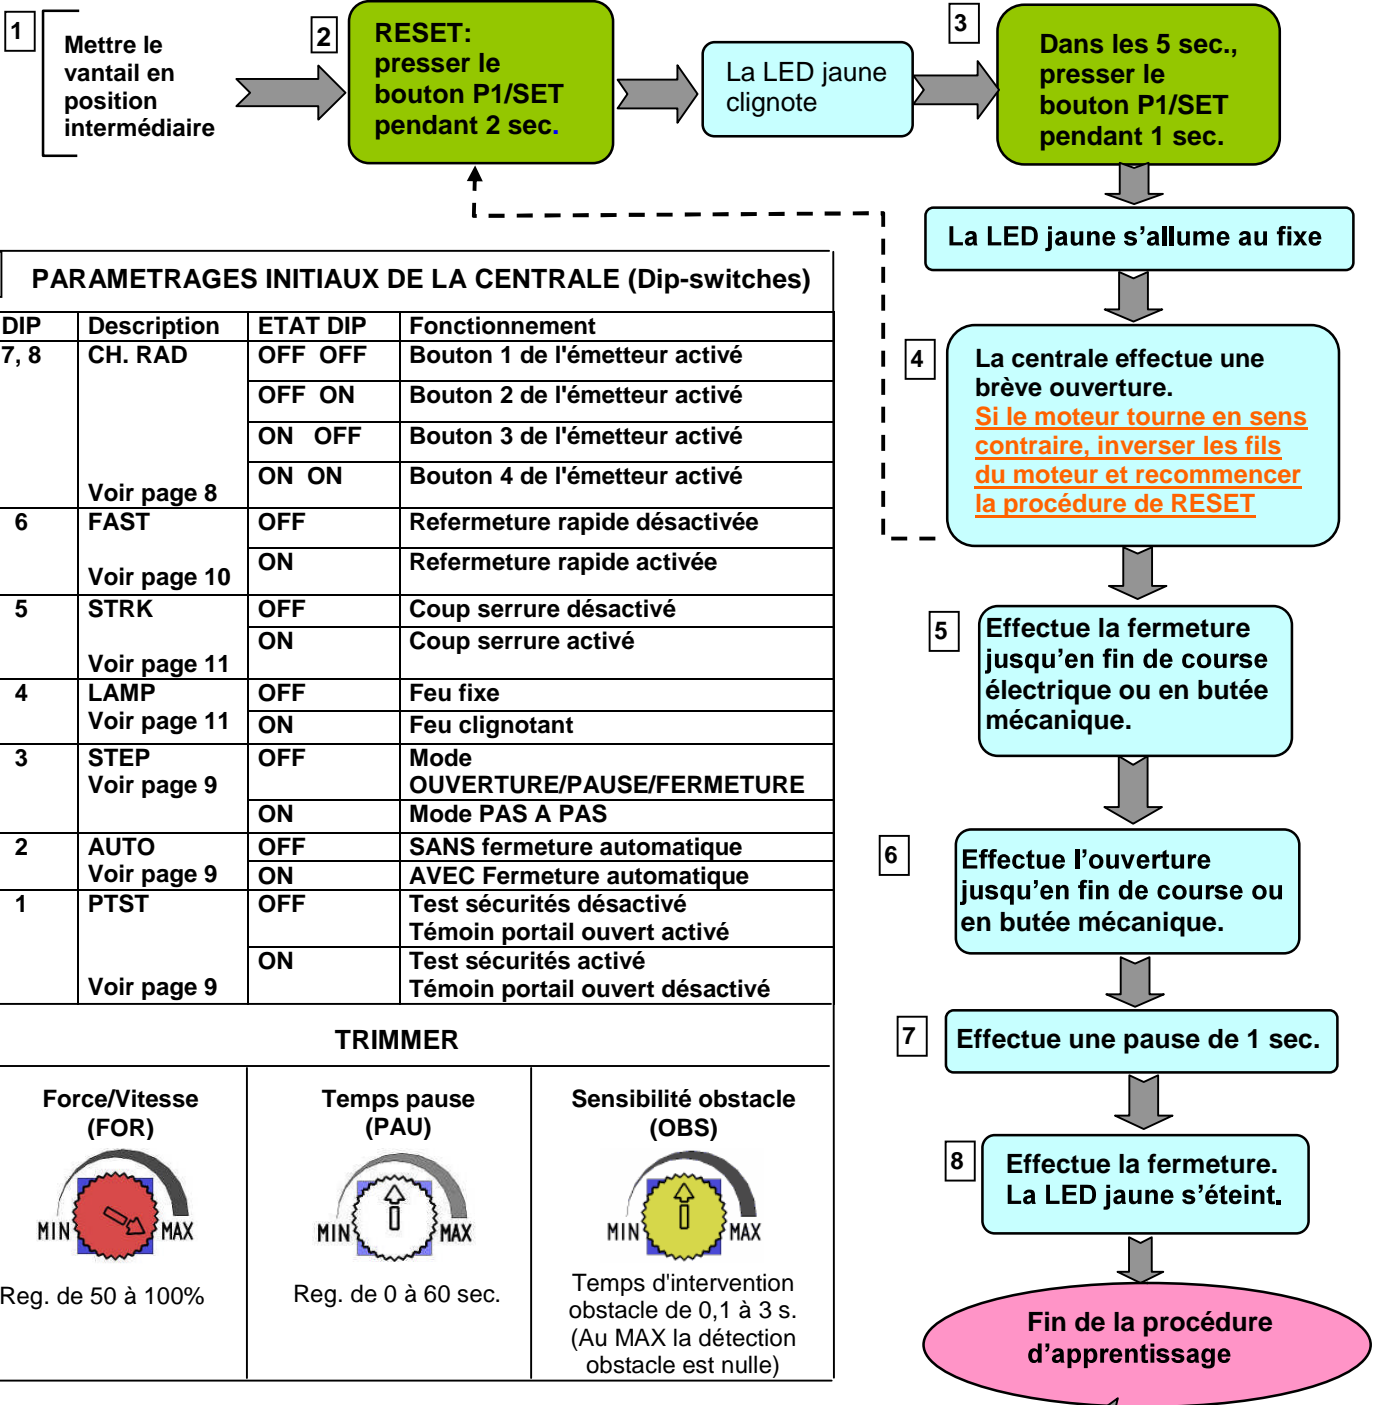 1
Mettre le
vantail en
position
intermédiaire
2
RESET:
presser le
bouton P1/SET
pendant 2 sec.
La LED jaune
clignote
3
Dans les 5 sec.,
presser le
bouton P1/SET
pendant 1 sec.
La LED jaune s’allume au fixe
4
La centrale effectue une
brève ouverture.
Si le moteur tourne en sens
contraire, inverser les fils
du moteur et recommencer
la procédure de RESET
5
Effectue la fermeture
jusqu’en fin de course
électrique ou en butée
mécanique.
6
Effectue l’ouverture
jusqu’en fin de course ou
en butée mécanique.
7
Effectue une pause de 1 sec.
8
Effectue la fermeture.
La LED jaune s’éteint.
Fin de la procédure
d’apprentissage
PARAMETRAGES INITIAUX DE LA CENTRALE (Dip-switches)
DIP Description ETAT DIP Fonctionnement
7, 8 CH. RAD OFF OFF Bouton 1 de l'émetteur activé
OFF ON Bouton 2 de l'émetteur activé
ON OFF Bouton 3 de l'émetteur activé
ON ON Bouton 4 de l'émetteur activé
Voir page 8
6 FAST OFF Refermeture rapide désactivée
ON Refermeture rapide activée
Voir page 10
5 STRK OFF Coup serrure désactivé
ON Coup serrure activé
Voir page 11
4 LAMP OFF Feu fixe
Voir page 11 ON Feu clignotant
3 STEP OFF Mode
Voir page 9 OUVERTURE/PAUSE/FERMETURE
ON Mode PAS A PAS
2 AUTO OFF SANS fermeture automatique
Voir page 9 ON AVEC Fermeture automatique
1 PTST OFF Test sécurités désactivé
Témoin portail ouvert activé
ON Test sécurités activé
Voir page 9 Témoin portail ouvert désactivé
TRIMMER
Force/Vitesse
(FOR)
MIN MAX
Reg. de 50 à 100%
Temps pause
(PAU)
MIN MAX
Reg. de 0 à 60 sec.
Sensibilité obstacle
(OBS)
MIN MAX
Temps d'intervention
obstacle de 0,1 à 3 s.
(Au MAX la détection
obstacle est nulle)